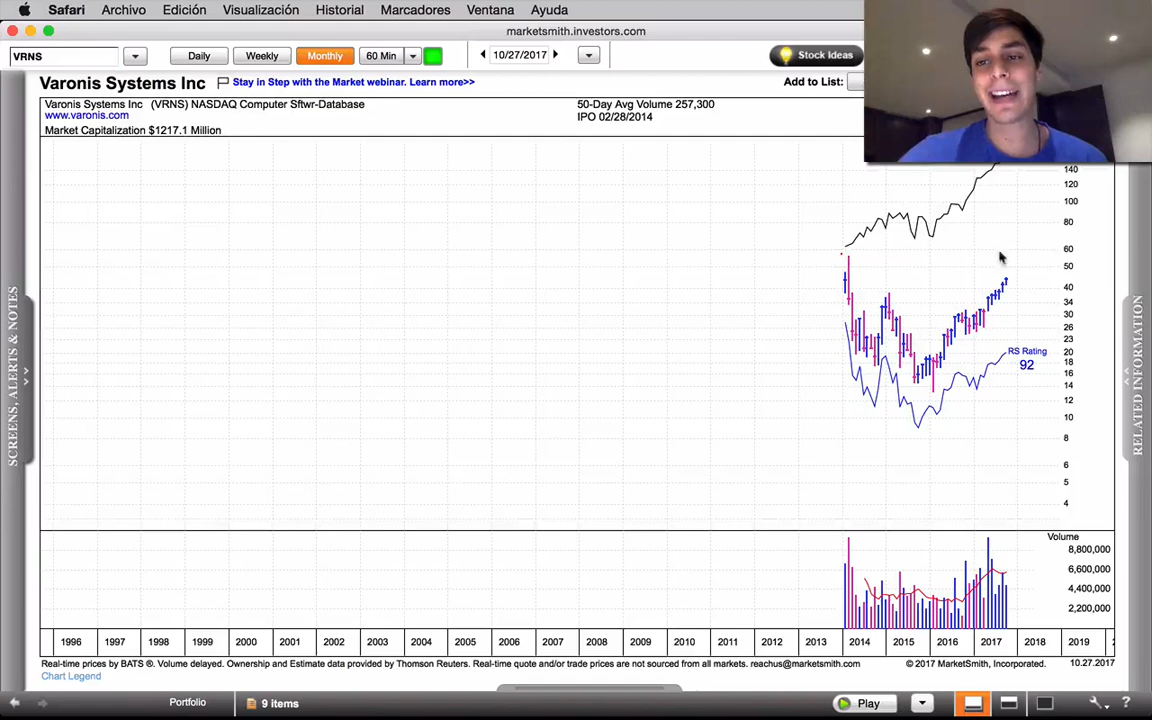 Safari Archivo Edición Visualización Historial Marcadores Ventana Ayuda
marketsmith.investors.com
VRNS Daily Weekly Monthly 60 Min 10/27/2017 Stock Ideas
Varonis Systems Inc Stay in Step with the Market webinar. Learn more>> Add to List:
Varonis Systems Inc (VRNS) NASDAQ Computer Sftwr-Database 50-Day Avg Volume 257,300
www.varonis.com IPO 02/28/2014
Market Capitalization $1217.1 Million
140
120
100
80
60
50
40
34
30
26
23
20
18
16
14
12
10
8
6
5
4
RS Rating
92
SCREENS, ALERTS & NOTES
RELATED INFORMATION
Volume
8,800,000
6,600,000
4,400,000
2,200,000
1996 1997 1998 1999 2000 2001 2002 2003 2004 2005 2006 2007 2008 2009 2010 2011 2012 2013 2014 2015 2016 2017 2018 2019
Real-time prices by BATS ®. Volume delayed. Ownership and Estimate data provided by Thomson Reuters. Real-time quote and/or trade prices are not sourced from all markets. reachus@marketsmith.com © 2017 MarketSmith, Incorporated. 10.27.2017
Chart Legend
Portfolio 9 items Play ?